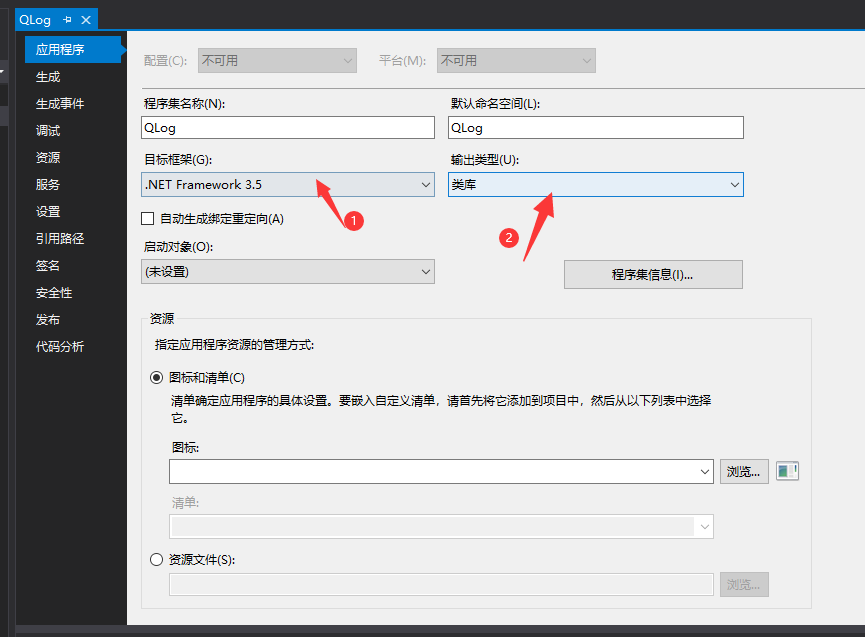 QLog
应用程序
生成
生成事件
调试
资源
服务
设置
引用路径
签名
安全性
发布
代码分析
配置(C): 不可用 平台(M): 不可用
程序集名称(N): 默认命名空间(L):
QLog QLog
目标框架(G): 输出类型(U):
.NET Framework 3.5 类库
1
自动生成绑定重定向(A)
2
启动对象(O):
(未设置) 程序集信息(I)...
资源
指定应用程序资源的管理方式:
图标和清单(C)
清单确定应用程序的具体设置。要嵌入自定义清单，请首先将它添加到项目中，然后从以下列表中选择
它。
图标:
浏览...
清单:
资源文件(S):
浏览...